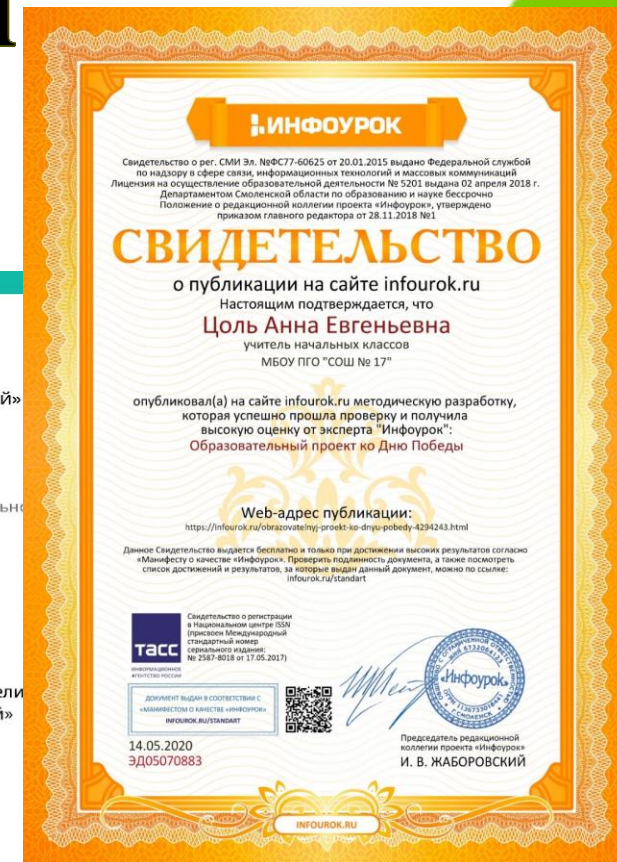 ИНФОУРОК
Свидетельство о рег. СМИ Эл. №ФС77-60625 от 20.01.2015 выдано Федеральной службой
по надзору в сфере связи, информационных технологий и массовых коммуникаций
Лицензия на осуществление образовательной деятельности № 5201 выдана 02 апреля 2018 г.
Департаментом Смоленской области по образованию и науке бессрочно
Положение о редакционной коллегии проекта «Инфоурок», утверждено
приказом главного редактора от 28.11.2018 №1
СВИДЕТЕЛЬСТВО
о публикации на сайте infourok.ru
Настоящим подтверждается, что
Цоль Анна Евгеньевна
учитель начальных классов
МБОУ ПГО "СОШ № 17"
опубликовал(а) на сайте infourok.ru методическую разработку,
которая успешно прошла проверку и получила
высокую оценку от эксперта "Инфоурок":
Образовательный проект ко Дню Победы
Web-адрес публикации:
https://infourok.ru/obrazovatelnyj-proekt-ko-dnyu-pobedy-4294243.html
Данное Свидетельство выдается бесплатно и только при достижении высоких результатов согласно
«Манифесту о качестве «Инфоурок». Проверить подлинность документа, а также посмотреть
список достижений и результатов, за которые выдан данный документ, можно по ссылке:
infourok.ru/standart
Свидетельство о регистрации
в Национальном центре ISSN
(присвоен Международный
стандартный номер
сериального издания:
№ 2587-8018 от 17.05.2017)
ТАСС
ИНФОРМАЦИОННОЕ
АГЕНТСТВО РОССИИ
ДОКУМЕНТ ВЫДАН В СООТВЕТСТВИИ С
«МАНИФЕСТОМ О КАЧЕСТВЕ «ИНФОУРОК»
INFOUROK.RU/STANDART
«Инфоурок»
14.05.2020
ЭД05070883
Председатель редакционной
коллегии проекта «Инфоурок»
И. В. ЖАБОРОВСКИЙ
INFOUROK.RU